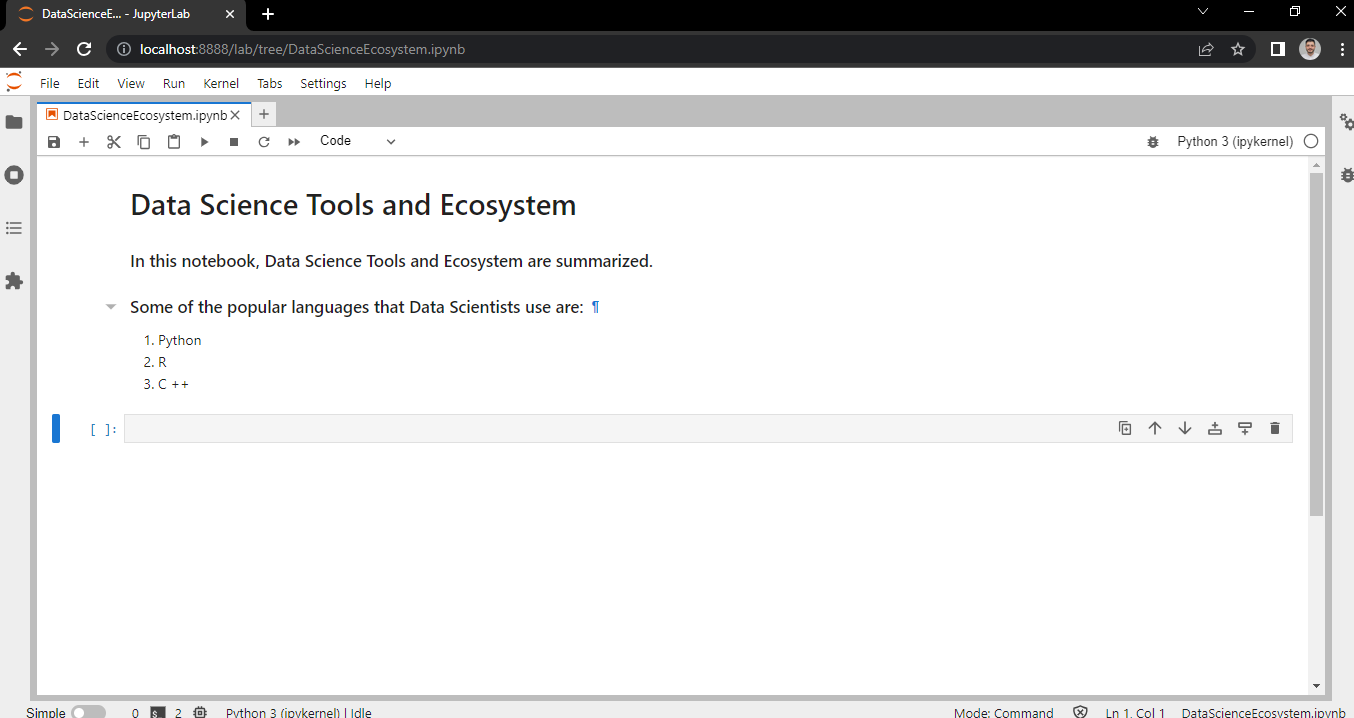 DataScienceE... - JupyterLab
localhost:8888/lab/tree/DataScienceEcosystem.ipynb
File Edit View Run Kernel Tabs Settings Help
DataScienceEcosystem.ipynb
Code Python 3 (ipykernel)
Data Science Tools and Ecosystem
In this notebook, Data Science Tools and Ecosystem are summarized.
Some of the popular languages that Data Scientists use are: ¶
1. Python
2. R
3. C ++
[ ]:
Simple 0 2 Python 3 (ipykernel) | Idle Mode: Command Ln 1, Col 1 DataScienceEcosystem.ipynb